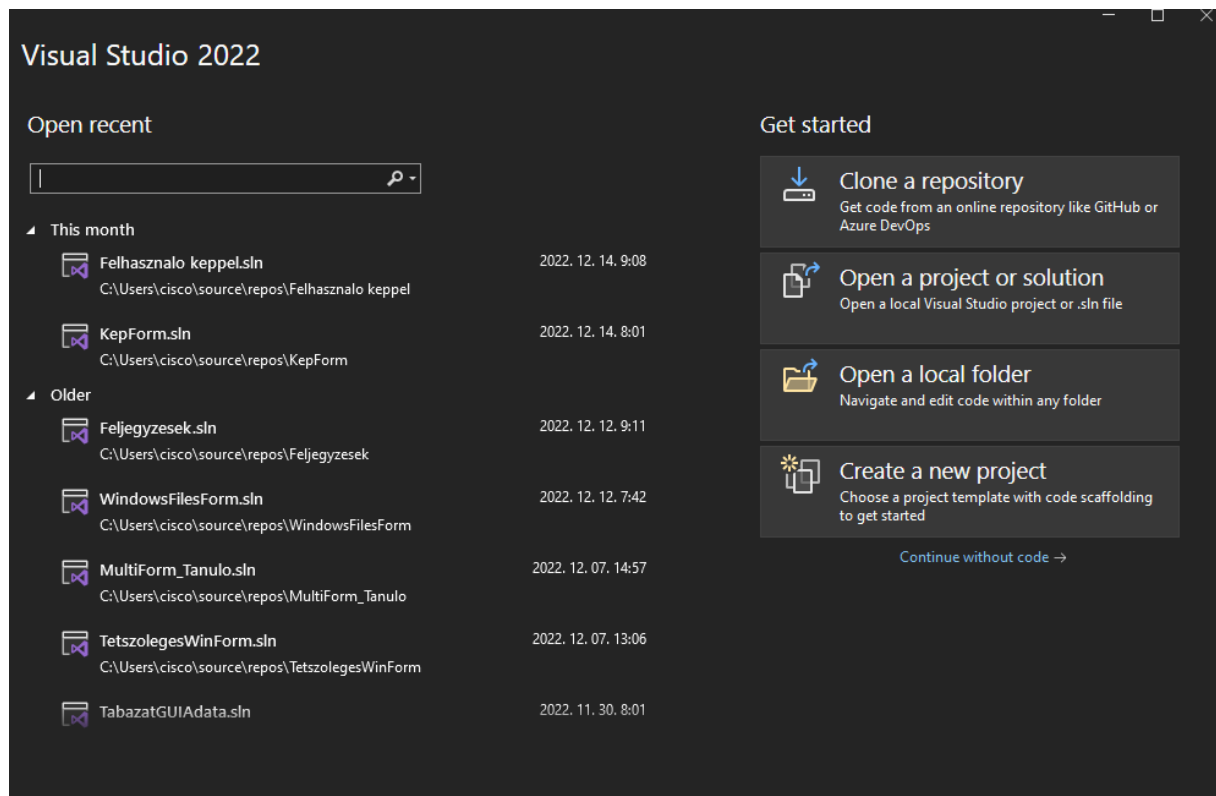 Visual Studio 2022
Open recent
This month
Felhasznalo keppel.sln 2022. 12. 14. 9:08
C:\Users\cisco\source\repos\Felhasznalo keppel
KepForm.sln 2022. 12. 14. 8:01
C:\Users\cisco\source\repos\KepForm
Older
Feljegyzesek.sln 2022. 12. 12. 9:11
C:\Users\cisco\source\repos\Feljegyzesek
WindowsFilesForm.sln 2022. 12. 12. 7:42
C:\Users\cisco\source\repos\WindowsFilesForm
MultiForm_Tanulo.sln 2022. 12. 07. 14:57
C:\Users\cisco\source\repos\MultiForm_Tanulo
TetszolegesWinForm.sln 2022. 12. 07. 13:06
C:\Users\cisco\source\repos\TetszolegesWinForm
TabazatGUIAdata.sln 2022. 11. 30. 8:01
Get started
Clone a repository
Get code from an online repository like GitHub or
Azure DevOps
Open a project or solution
Open a local Visual Studio project or .sln file
Open a local folder
Navigate and edit code within any folder
Create a new project
Choose a project template with code scaffolding
to get started
Continue without code →